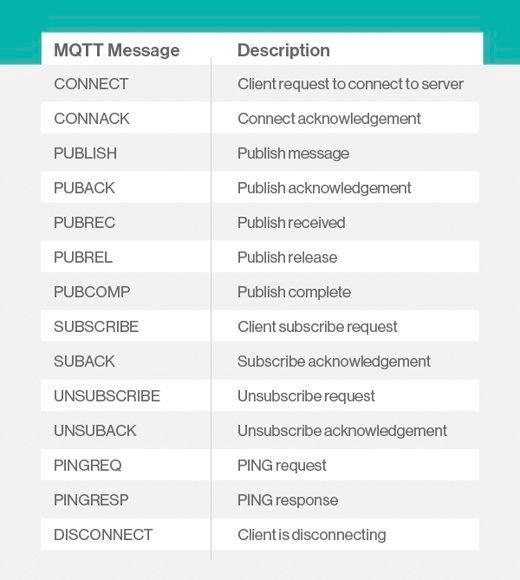 MQTT Message Description
CONNECT Client request to connect to server
CONNACK Connect acknowledgement
PUBLISH Publish message
PUBACK Publish acknowledgement
PUBREC Publish received
PUBREL Publish release
PUBCOMP Publish complete
SUBSCRIBE Client subscribe request
SUBACK Subscribe acknowledgement
UNSUBSCRIBE Unsubscribe request
UNSUBACK Unsubscribe acknowledgement
PINGREQ PING request
PINGRESP PING response
DISCONNECT Client is disconnecting